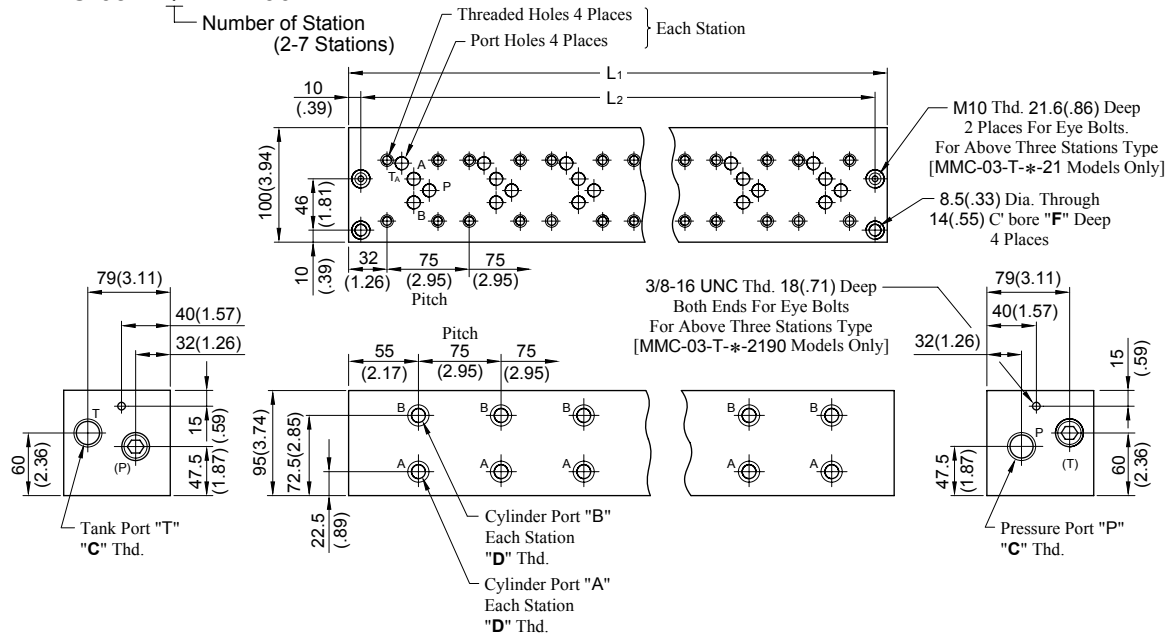 Number of Station
(2-7 Stations)
Threaded Holes 4 Places
Port Holes 4 Places
Each Station
L1
L2
10
(.39)
100(3.94)
46
(1.81)
10
(.39)
TA
A
P
B
32
(1.26)
75
(2.95)
Pitch
75
(2.95)
M10 Thd. 21.6(.86) Deep
2 Places For Eye Bolts.
For Above Three Stations Type
[MMC-03-T-*-21 Models Only]
8.5(.33) Dia. Through
14(.55) C' bore "F" Deep
4 Places
3/8-16 UNC Thd. 18(.71) Deep
Both Ends For Eye Bolts
For Above Three Stations Type
[MMC-03-T-*-2190 Models Only]
79(3.11)
40(1.57)
32(1.26)
T
(P)
60
(2.36)
15
(.59)
47.5
(1.87)
Tank Port "T"
"C" Thd.
Pitch
55
(2.17)
75
(2.95)
75
(2.95)
95(3.74)
72.5(2.85)
22.5
(.89)
B
B
B
B
B
A
A
A
A
A
Cylinder Port "B"
Each Station
"D" Thd.
Cylinder Port "A"
Each Station
"D" Thd.
79(3.11)
40(1.57)
32(1.26)
15
(.59)
P
(T)
47.5
(1.87)
60
(2.36)
Pressure Port "P"
"C" Thd.